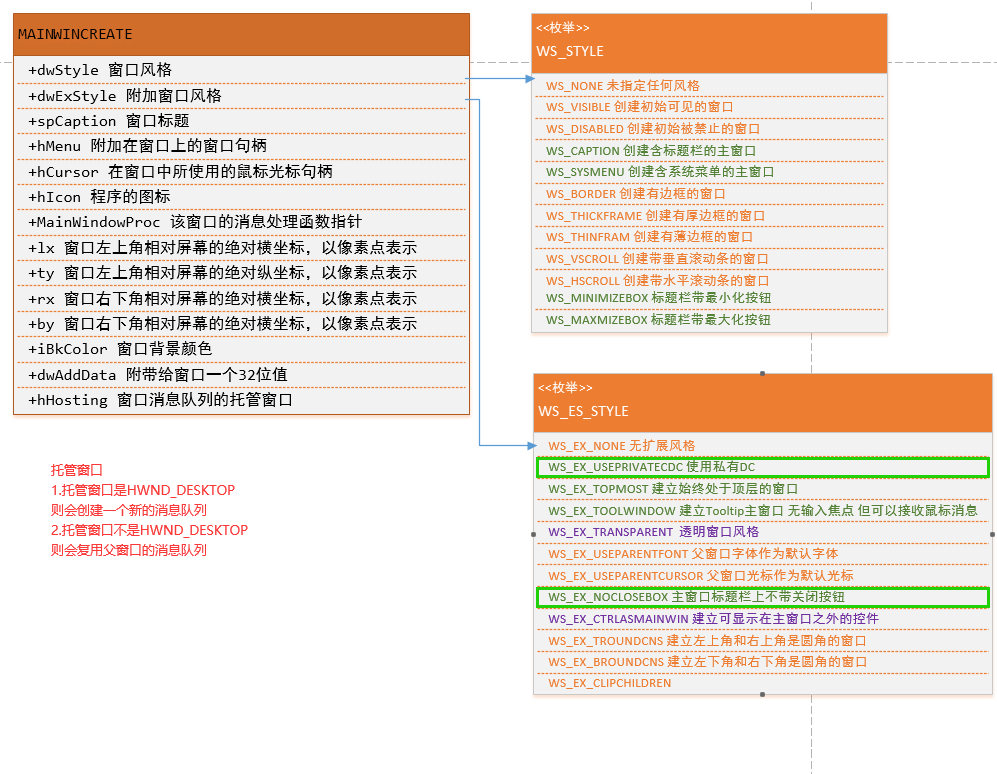 MAINWINCREATE
+dwStyle 窗口风格
+dwExStyle 附加窗口风格
+spCaption 窗口标题
+hMenu 附加在窗口上的窗口句柄
+hCursor 在窗口中所使用的鼠标光标句柄
+hIcon 程序的图标
+MainWindowProc 该窗口的消息处理函数指针
+lx 窗口左上角相对屏幕的绝对横坐标，以像素点表示
+ty 窗口左上角相对屏幕的绝对纵坐标，以像素点表示
+rx 窗口右下角相对屏幕的绝对横坐标，以像素点表示
+by 窗口右下角相对屏幕的绝对横坐标，以像素点表示
+iBkColor 窗口背景颜色
+dwAddData 附带给窗口一个32位值
+hHosting 窗口消息队列的托管窗口
托管窗口
1.托管窗口是HWND_DESKTOP
则会创建一个新的消息队列
2.托管窗口不是HWND_DESKTOP
则会复用父窗口的消息队列
<<枚举>>
WS_STYLE
WS_NONE 未指定任何风格
WS_VISIBLE 创建初始可见的窗口
WS_DISABLED 创建初始被禁止的窗口
WS_CAPTION 创建含标题栏的主窗口
WS_SYSMENU 创建含系统菜单的主窗口
WS_BORDER 创建有边框的窗口
WS_THICKFRAME 创建有厚边框的窗口
WS_THINFRAM 创建有薄边框的窗口
WS_VSCROLL 创建带垂直滚动条的窗口
WS_HSCROLL 创建带水平滚动条的窗口
WS_MINIMIZEBOX 标题栏带最小化按钮
WS_MAXMIZEBOX 标题栏带最大化按钮
<<枚举>>
WS_ES_STYLE
WS_EX_NONE 无扩展风格
WS_EX_USEPRIVATECDC 使用私有DC
WS_EX_TOPMOST 建立始终处于顶层的窗口
WS_EX_TOOLWINDOW 建立Tooltip主窗口 无输入焦点 但可以接收鼠标消息
WS_EX_TRANSPARENT 透明窗口风格
WS_EX_USEPARENTFONT 父窗口字体作为默认字体
WS_EX_USEPARENTCURSOR 父窗口光标作为默认光标
WS_EX_NOCLOSEBOX 主窗口标题栏上不带关闭按钮
WS_EX_CTRLASMAINWIN 建立可显示在主窗口之外的控件
WS_EX_TROUNDCNS 建立左上角和右上角是圆角的窗口
WS_EX_BROUNDCNS 建立左下角和右下角是圆角的窗口
WS_EX_CLIPCHILDREN